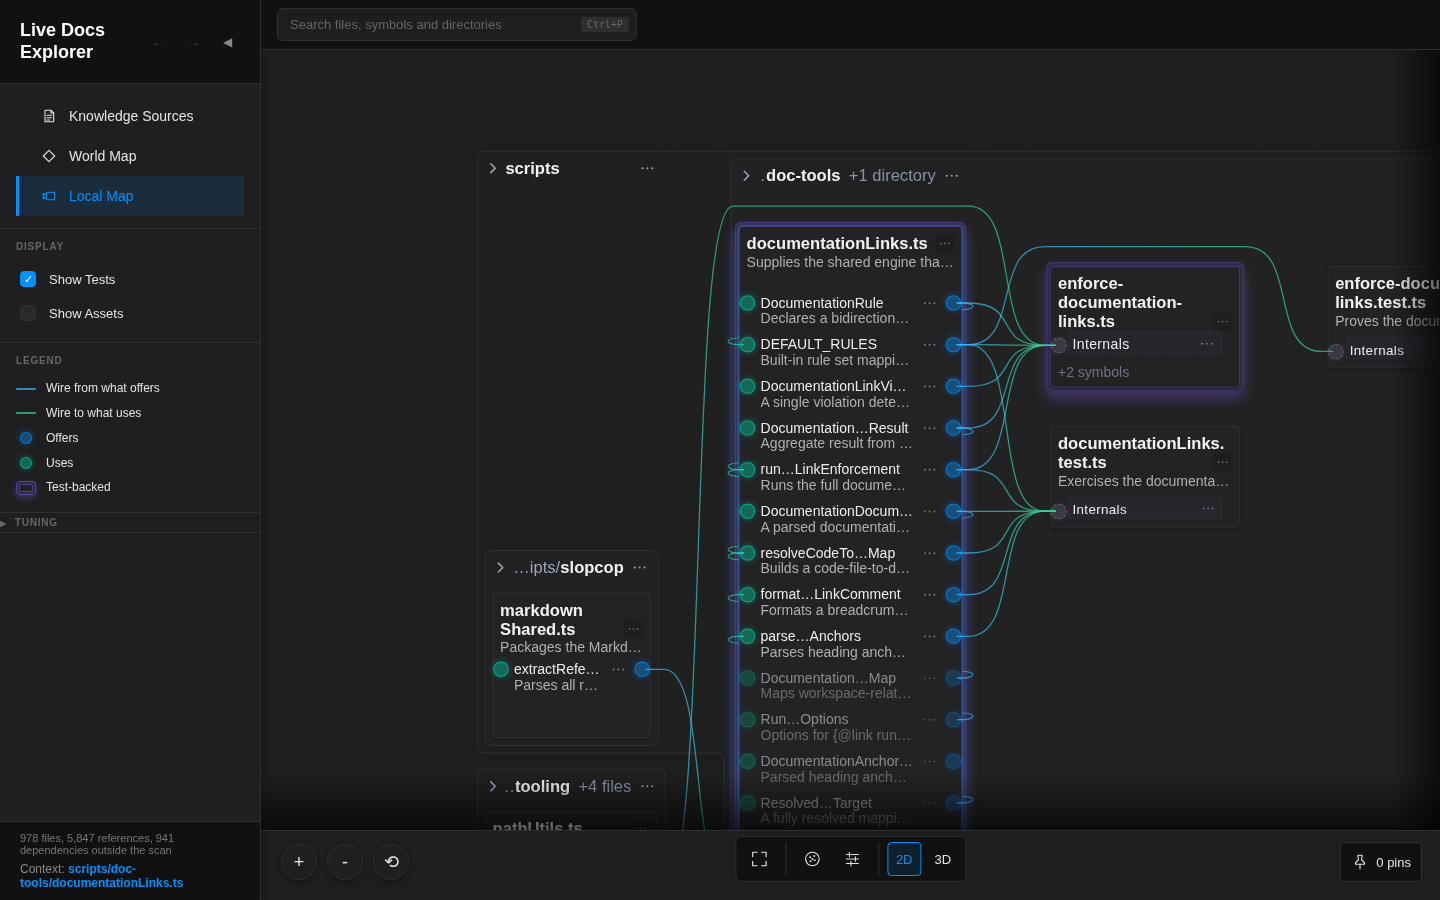 Live Docs
Explorer
Search files, symbols and directories
Ctrl+P
Knowledge Sources
World Map
Local Map
DISPLAY
Show Tests
Show Assets
LEGEND
Wire from what offers
Wire to what uses
Offers
Uses
Test-backed
TUNING
978 files, 5,847 references, 941
dependencies outside the scan
Context: scripts/doc-
tools/documentationLinks.ts
scripts
.doc-tools +1 directory
documentationLinks.ts
Supplies the shared engine tha…
DocumentationRule
Declares a bidirection…
DEFAULT_RULES
Built-in rule set mappi…
DocumentationLinkVi…
A single violation dete…
Documentation…Result
Aggregate result from …
run…LinkEnforcement
Runs the full docume…
DocumentationDocum…
A parsed documentati…
resolveCodeTo…Map
Builds a code-file-to-d…
format…LinkComment
Formats a breadcrum…
parse…Anchors
Parses heading anch…
Documentation…Map
Maps workspace-relat…
Run…Options
Options for {@link run…
DocumentationAnchor…
Parsed heading anch…
Resolved…Target
A fully resolved mappi…
enforce-
documentation-
links.ts
Internals
+2 symbols
documentationLinks.
test.ts
Exercises the documenta…
Internals
enforce-docu
links.test.ts
Proves the docum
Internals
…ipts/slopcop
markdown
Shared.ts
Packages the Markd…
extractRefe…
Parses all r…
..tooling +4 files
pathUtils.ts
+
-
2D
3D
0 pins